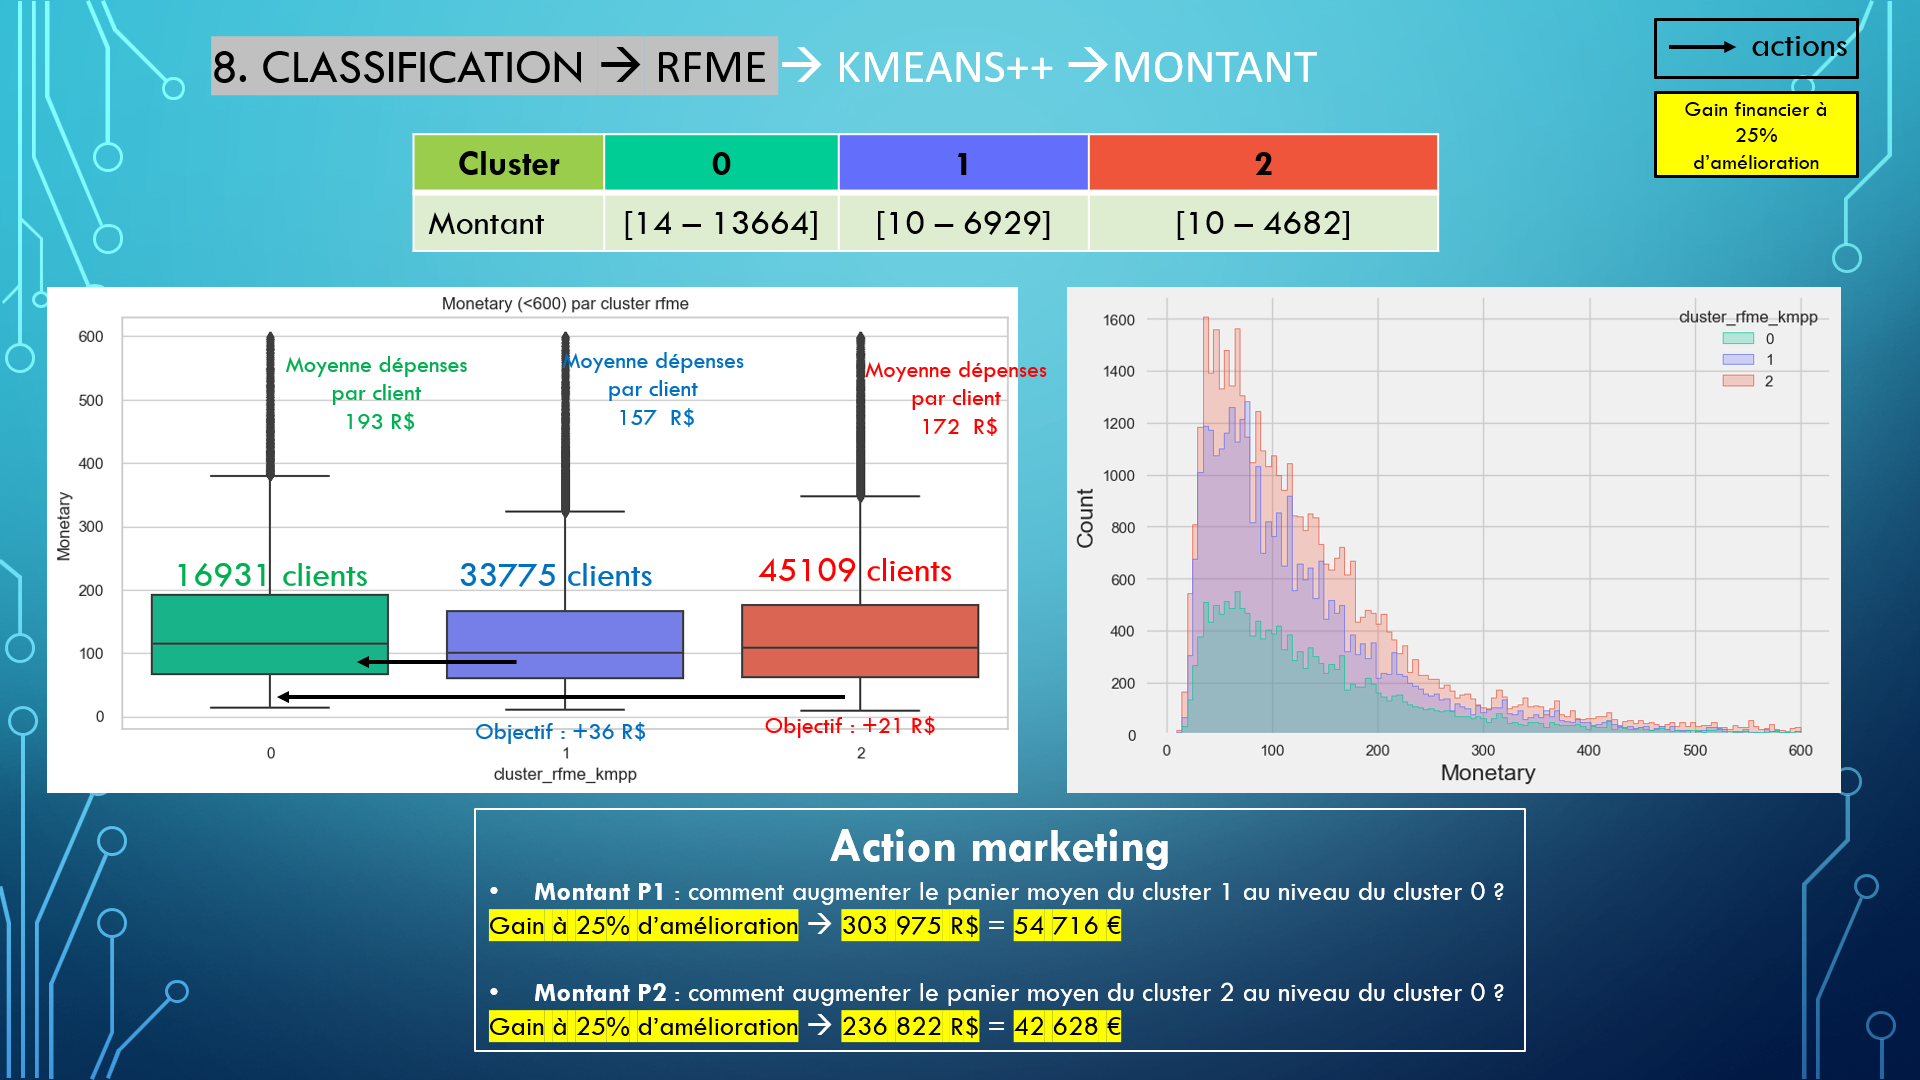 8. CLASSIFICATION → RFME → KMEANS++ →MONTANT
actions
Gain financier à
25%
d’amélioration
Cluster 0 1 2
Montant [14 – 13664] [10 – 6929] [10 – 4682]
Monetary (<600) par cluster rfme
600
500
400
300
200
100
0
Monetary
Moyenne dépenses
par client
193 R$
Moyenne dépenses
par client
157 R$
Moyenne dépenses
par client
172 R$
16931 clients
33775 clients
45109 clients
Objectif : +36 R$
Objectif : +21 R$
0 1 2
cluster_rfme_kmpp
cluster_rfme_kmpp
0
1
2
1600
1400
1200
1000
800
600
400
200
0
Count
0 100 200 300 400 500 600
Monetary
Action marketing
• Montant P1 : comment augmenter le panier moyen du cluster 1 au niveau du cluster 0 ?
Gain à 25% d’amélioration → 303 975 R$ = 54 716 €
• Montant P2 : comment augmenter le panier moyen du cluster 2 au niveau du cluster 0 ?
Gain à 25% d’amélioration → 236 822 R$ = 42 628 €